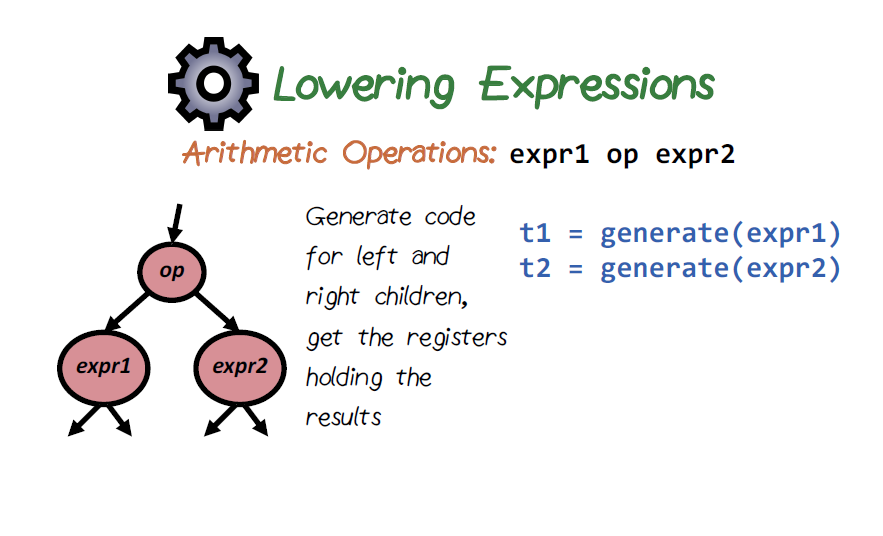 Lowering Expressions
Arithmetic Operations: expr1 op expr2
op
expr1
expr2
Generate code
for left and
right children,
get the registers
holding the
results
t1 = generate(expr1)
t2 = generate(expr2)